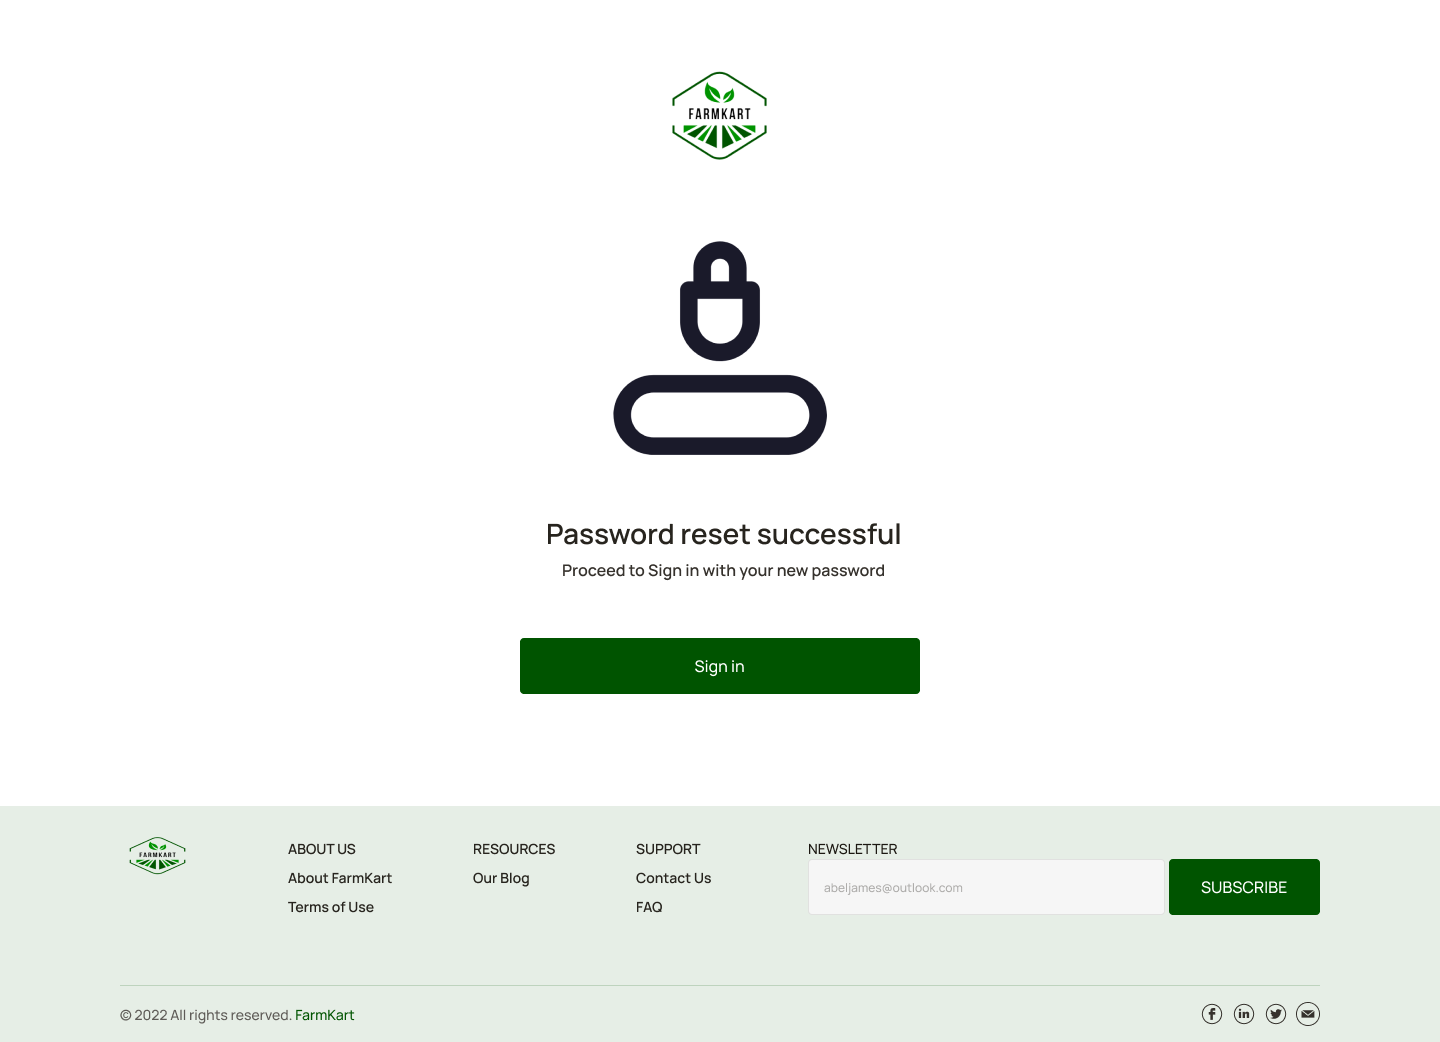 FARMKART
Password reset successful
Proceed to Sign in with your new password
Sign in
FARMKART
ABOUT US
About FarmKart
Terms of Use
RESOURCES
Our Blog
SUPPORT
Contact Us
FAQ
NEWSLETTER
abeljames@outlook.com
SUBSCRIBE
© 2022 All rights reserved. FarmKart